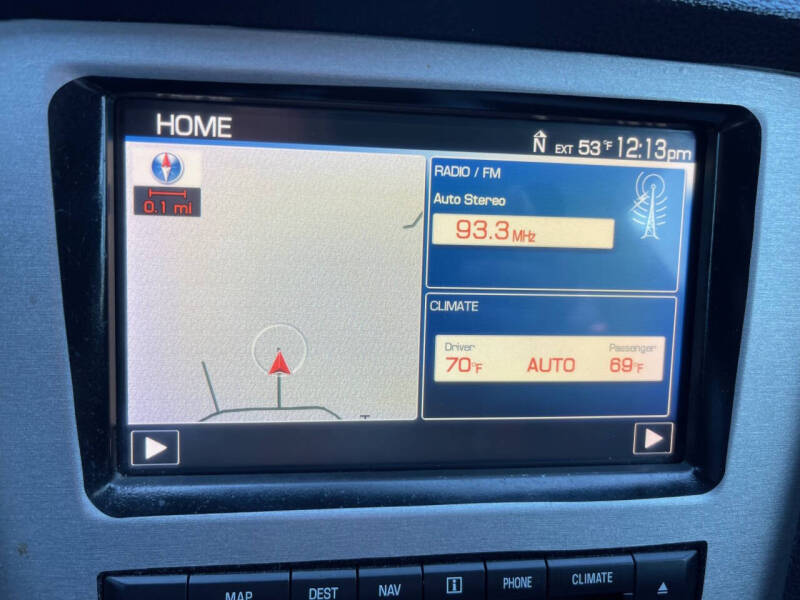 HOME
N EXT 53°F 12:13pm
0.1 mi
RADIO / FM
Auto Stereo
93.3 MHz
CLIMATE
Driver Passenger
70°F AUTO 69°F
T
MAP DEST NAV i PHONE CLIMATE